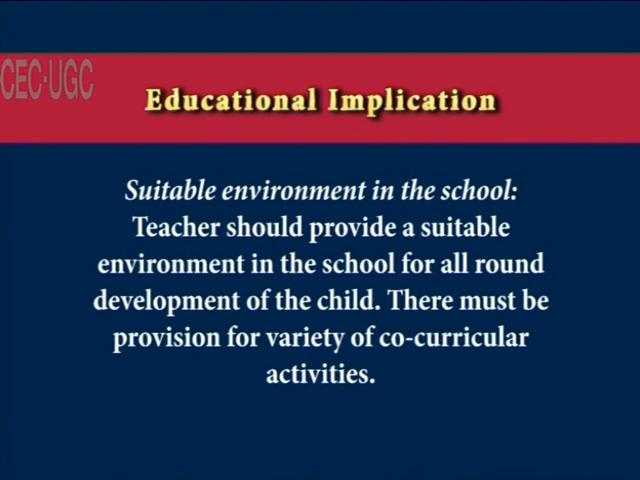 CEC-UGC
Educational Implication
Suitable environment in the school:
Teacher should provide a suitable
environment in the school for all round
development of the child. There must be
provision for variety of co-curricular
activities.